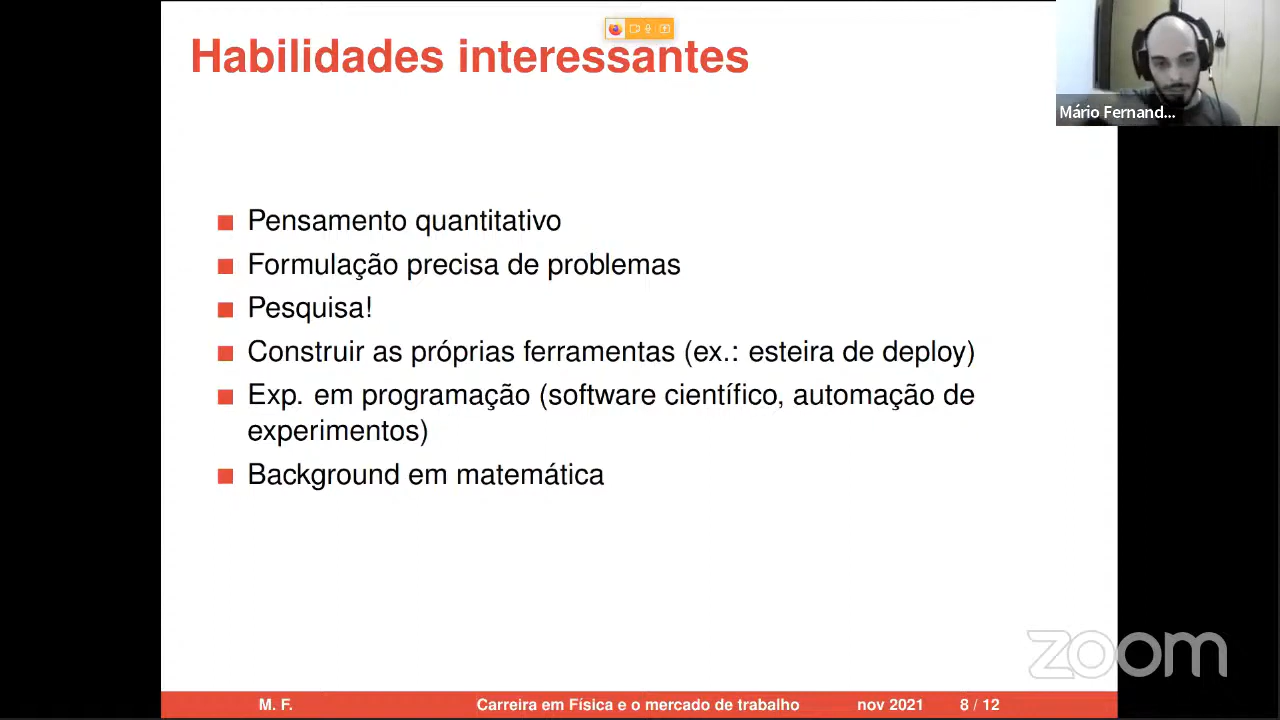 Habilidades interessantes
Mário Fernand...
Pensamento quantitativo
Formulação precisa de problemas
Pesquisa!
Construir as próprias ferramentas (ex.: esteira de deploy)
Exp. em programação (software científico, automação de
experimentos)
Background em matemática
zoom
M. F. Carreira em Física e o mercado de trabalho nov 2021 8 / 12